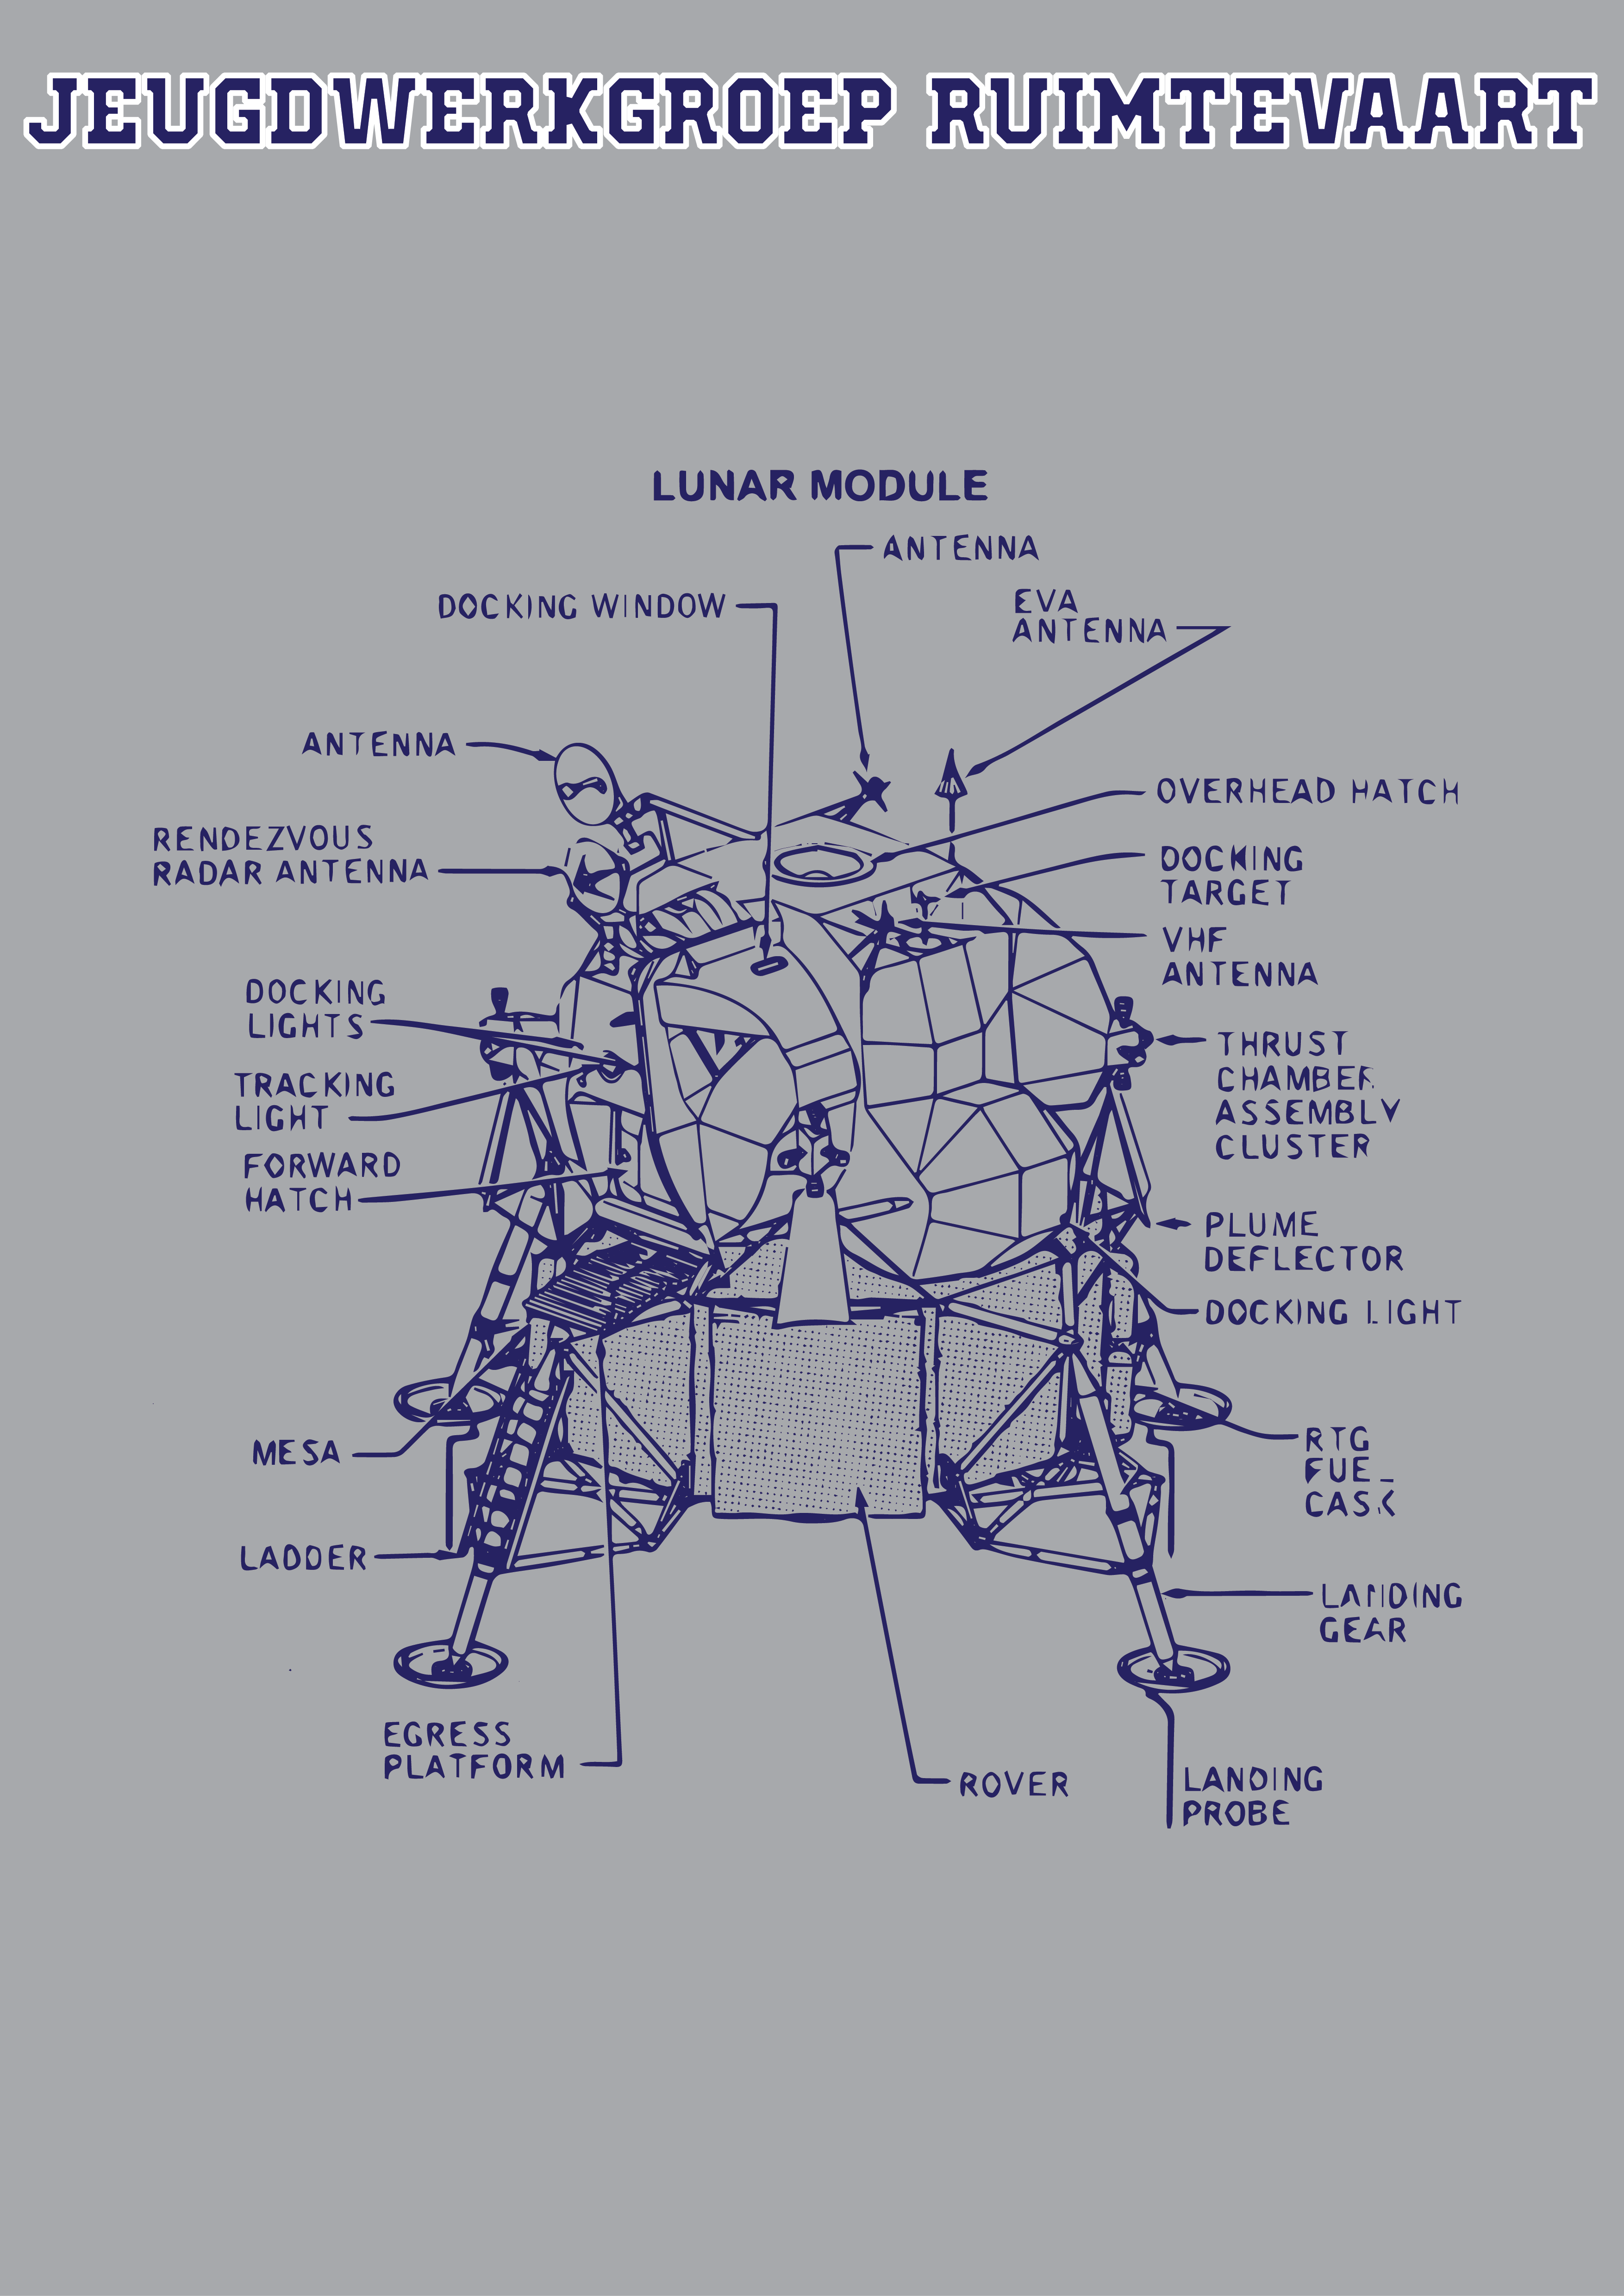 JEUGDWERKGROEP RUIMTEVAART
LUNAR MODULE
ANTENNA
DOCKING WINDOW
EVA
ANTENNA
ANTENNA
OVERHEAD HATCH
RENDEZVOUS
RADAR ANTENNA
DOCKING
TARGET
VHF
ANTENNA
DOCKING
LIGHTS
THRUST
CHAMBER
ASSEMBLY
CLUSTER
TRACKING
LIGHT
FORWARD
HATCH
PLUME
DEFLECTOR
DOCKING LIGHT
MESA
RTG
FUEL
CASK
LADDER
LANDING
GEAR
EGRESS
PLATFORM
ROVER
LANDING
PROBE